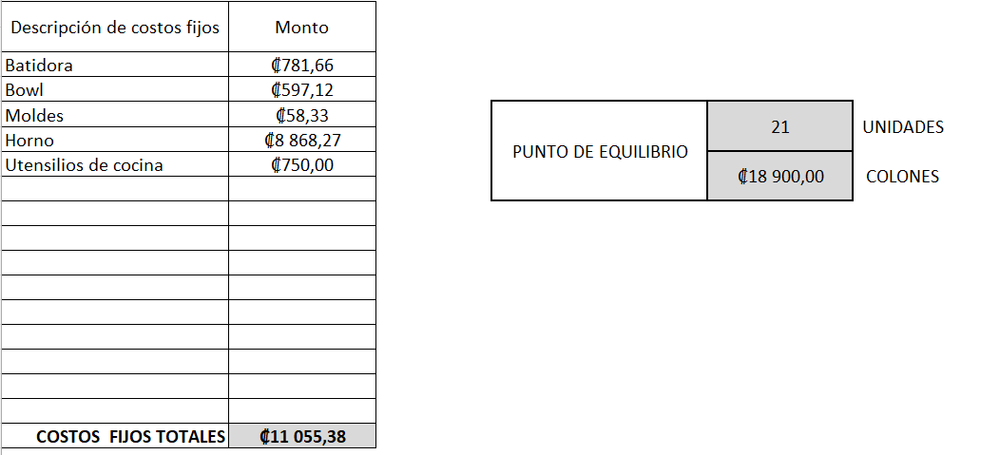 Descripción de costos fijos Monto
Batidora ₡781,66
Bowl ₡597,12
Moldes ₡58,33
Horno ₡8 868,27
Utensilios de cocina ₡750,00
COSTOS FIJOS TOTALES ₡11 055,38
PUNTO DE EQUILIBRIO
21 UNIDADES
₡18 900,00 COLONES